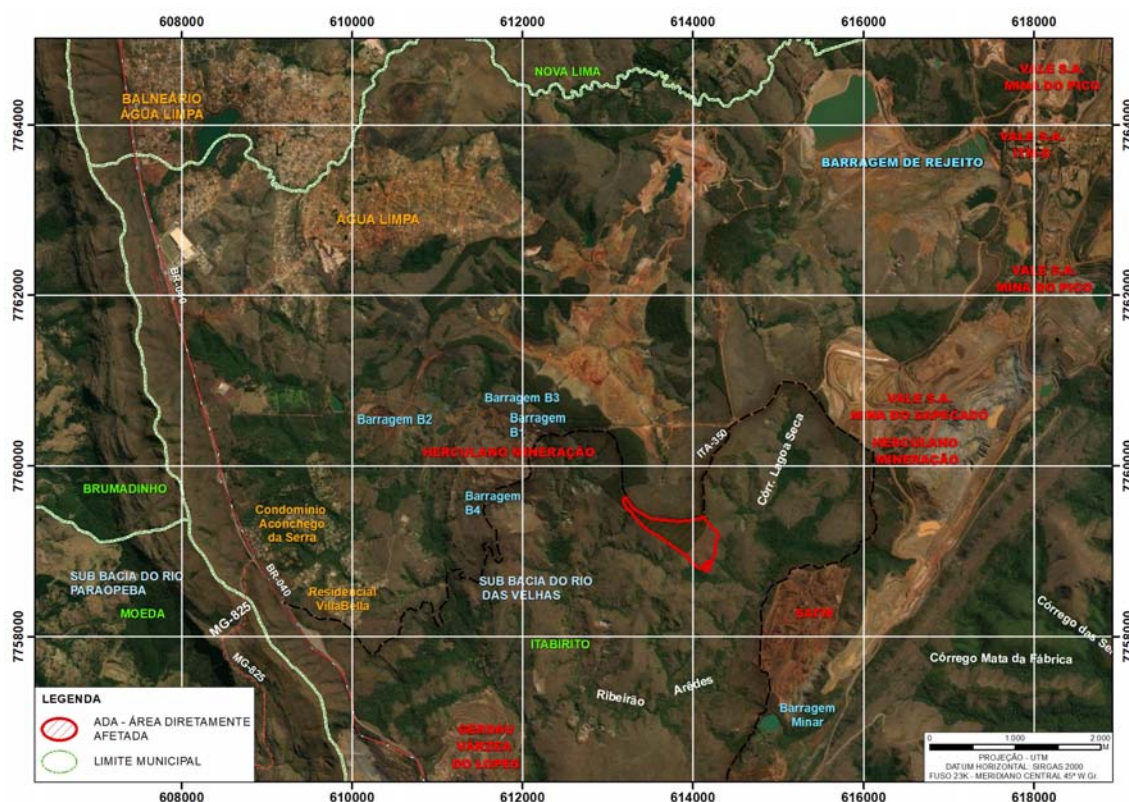 608000 610000 612000 614000 616000 618000
NOVA LIMA
VALE S.A.
MINA DO PICO
BALNEÁRIO
ÁGUA LIMPA
7764000
7764000
VALE S.A.
BARRAGEM DE REJEITO
ÁGUA LIMPA
BR-040
VALE S.A.
MINA DO PICO
7762000
7762000
Barragem B3
Barragem B2
Barragem
B1
VALE S.A.
MINA DO SAPECADO
HERCULANO MINERAÇÃO
ITA-350
Córr. Lagoa Seca
HERCULANO
MINERAÇÃO
7760000
7760000
BRUMADINHO
Barragem
B4
Condomínio
Aconchego
da Serra
SUB BACIA DO RIO
PARAOPEBA
BR-040
Residencial
VillaBella
SUB BACIA DO RIO
DAS VELHAS
MOEDA
MG-825
SAFM
Córrego das
7758000
7758000
ITABIRITO
MG-825
Córrego Mata da Fábrica
Ribeirão Arêdes
Barragem
Minar
GERDAU
VÁRZEA
DO LOPES
LEGENDA
ADA - ÁREA DIRETAMENTE
AFETADA
LIMITE MUNICIPAL
0 1.000 2.000
M
PROJEÇÃO - UTM
DATUM HORIZONTAL: SIRGAS 2000
FUSO 23K - MERIDIANO CENTRAL 45º W Gr.
608000 610000 612000 614000 616000 618000